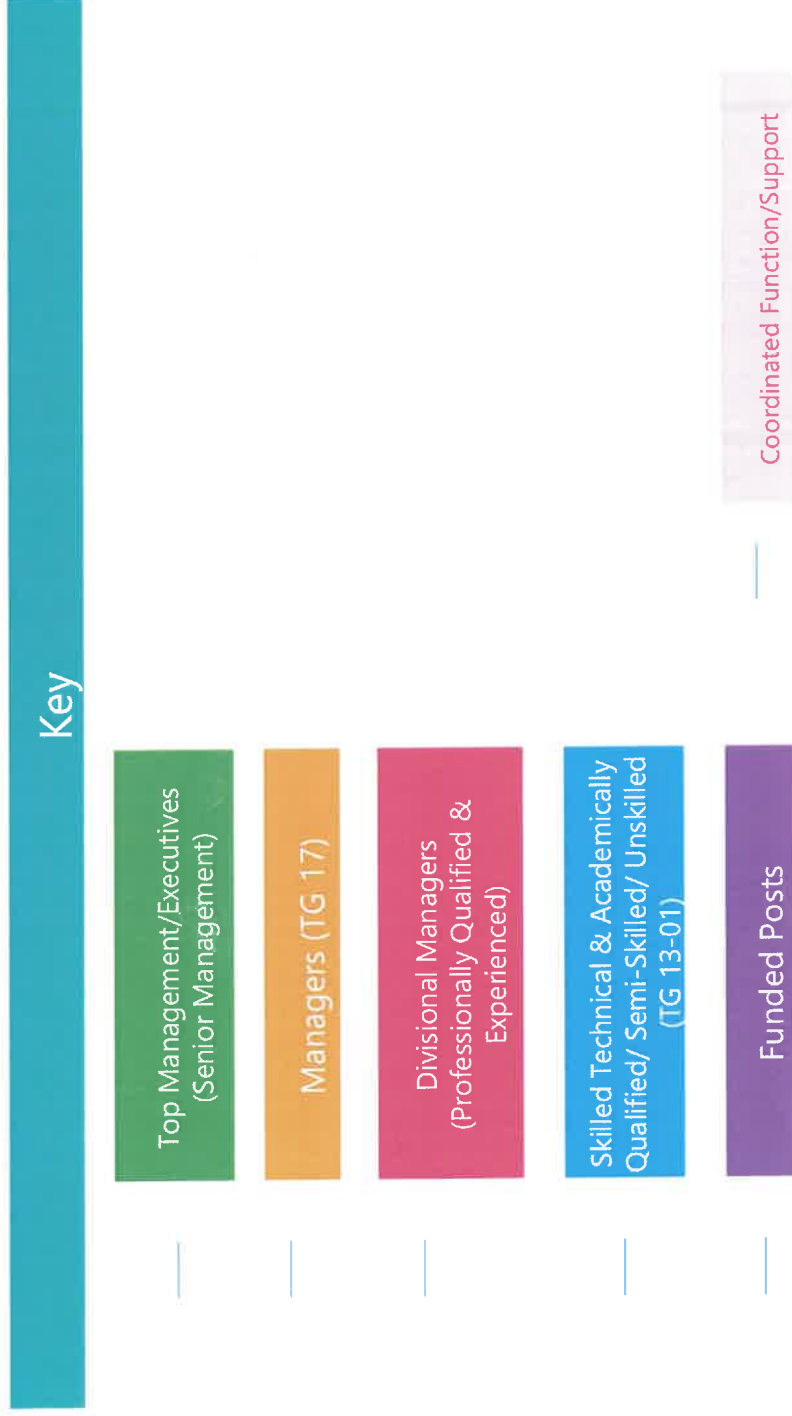 Key
Top Management/Executives
(Senior Management)
Managers (TG 17)
Divisional Managers
(Professionally Qualified &
Experienced)
Skilled Technical & Academically
Qualified/ Semi-Skilled/ Unskilled
(TG 13-01)
Funded Posts
Coordinated Function/Support